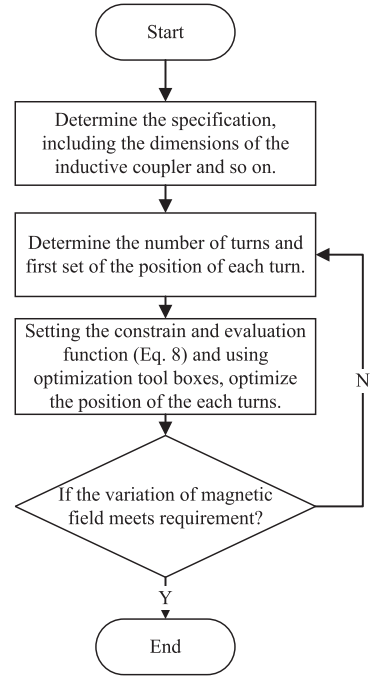 Start
Determine the specification,
including the dimensions of the
inductive coupler and so on.
Determine the number of turns and
first set of the position of each turn.
Setting the constrain and evaluation
function (Eq. 8) and using
optimization tool boxes, optimize
the position of the each turns.
N
If the variation of magnetic
field meets requirement?
Y
End